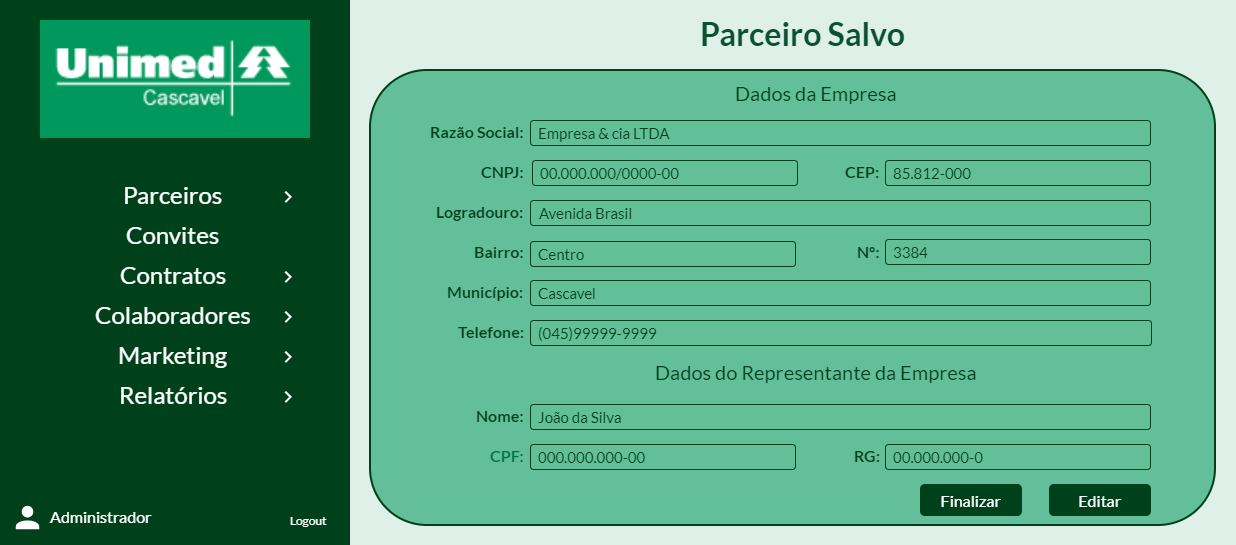 Unimed
Cascavel
Parceiros
Convites
Contratos
Colaboradores
Marketing
Relatórios
Administrador
Logout
Parceiro Salvo
Dados da Empresa
Razão Social: Empresa & cia LTDA
CNPJ: 00.000.000/0000-00 CEP: 85.812-000
Logradouro: Avenida Brasil
Bairro: Centro Nº: 3384
Município: Cascavel
Telefone: (045)99999-9999
Dados do Representante da Empresa
Nome: João da Silva
CPF: 000.000.000-00 RG: 00.000.000-0
Finalizar Editar